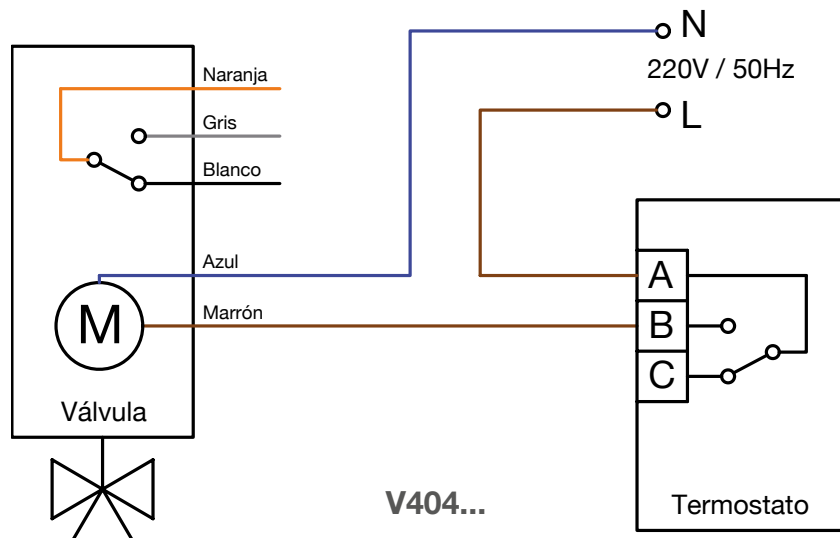 N
Naranja
220V / 50Hz
L
Gris
Blanco
Azul
A
Marrón
M
B
C
Válvula
V404...
Termostato